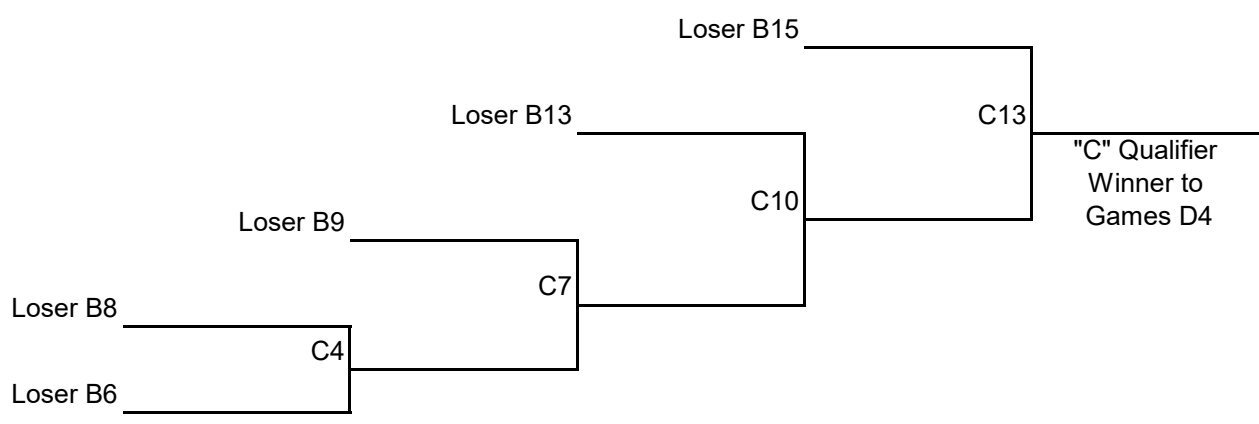 Loser B15
Loser B13
C13
"C" Qualifier
Winner to
Games D4
C10
Loser B9
C7
Loser B8
C4
Loser B6